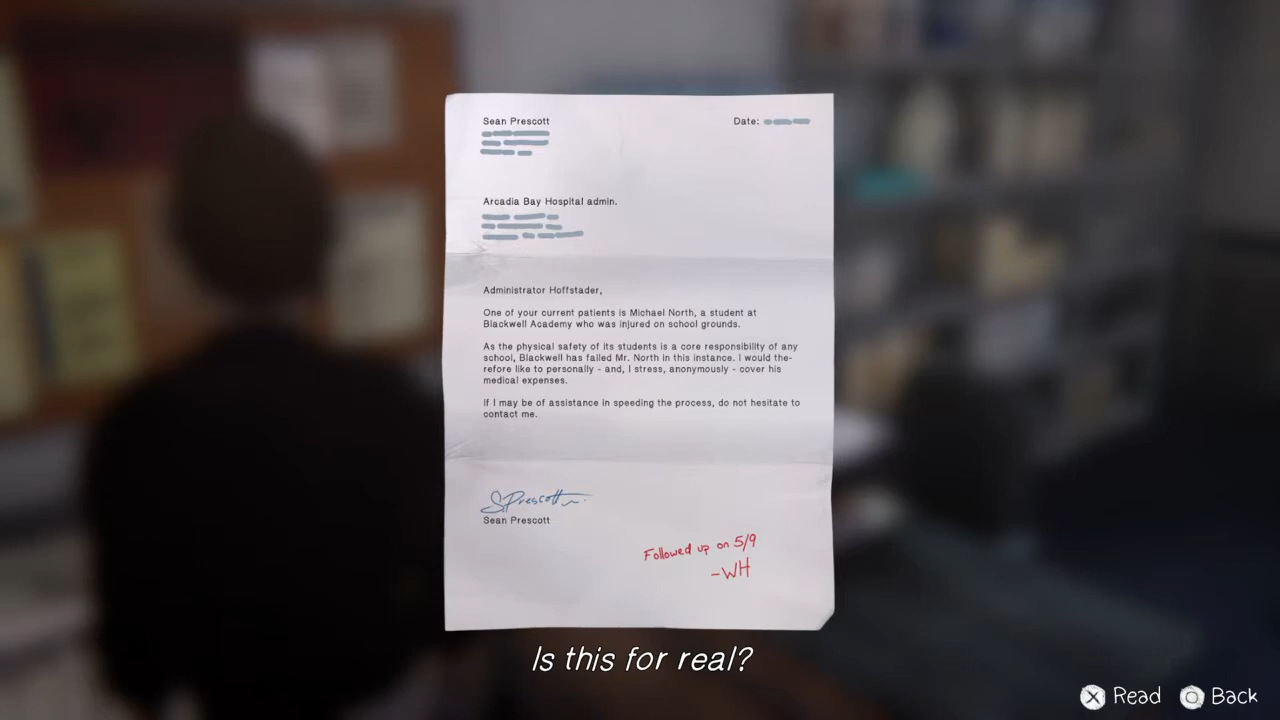 Sean Prescott
Date:
Arcadia Bay Hospital admin.
Administrator Hoffstader,
One of your current patients is Michael North, a student at
Blackwell Academy who was injured on school grounds.
As the physical safety of its students is a core responsibility of any
school, Blackwell has failed Mr. North in this instance. I would the-
refore like to personally - and, I stress, anonymously - cover his
medical expenses.
If I may be of assistance in speeding the process, do not hesitate to
contact me.
SPrescott
Sean Prescott
Followed up on 5/9
-WH
Is this for real?
Read
Back